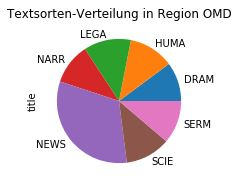 Textsorten-Verteilung in Region OMD
LEGA
HUMA
NARR
DRAM
title
NEWS
SERM
SCIE